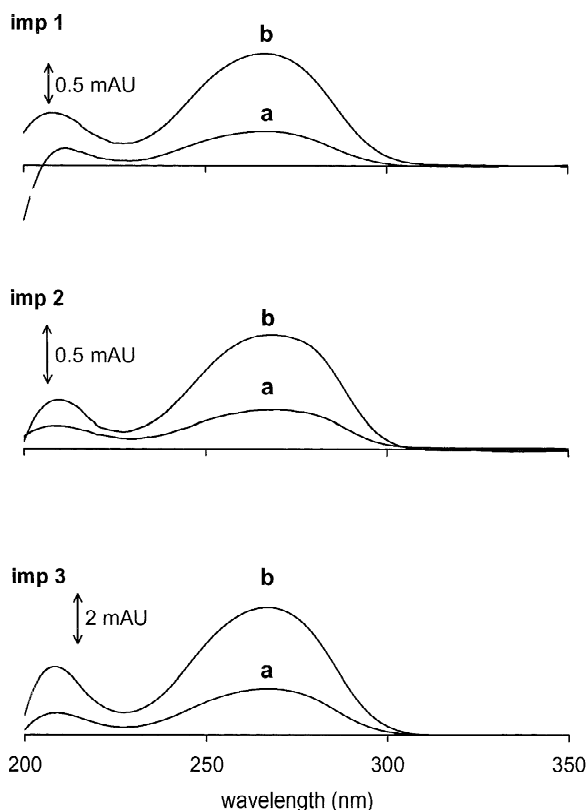 imp 1
b
0.5 mAU
a
imp 2
b
0.5 mAU
a
imp 3
b
2 mAU
a
200 250 300 350
wavelength (nm)